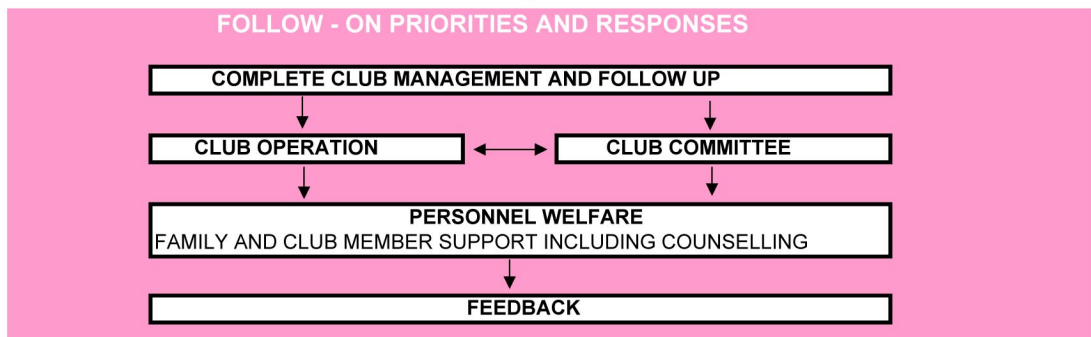 FOLLOW - ON PRIORITIES AND RESPONSES
COMPLETE CLUB MANAGEMENT AND FOLLOW UP
CLUB OPERATION
CLUB COMMITTEE
PERSONNEL WELFARE
FAMILY AND CLUB MEMBER SUPPORT INCLUDING COUNSELLING
FEEDBACK